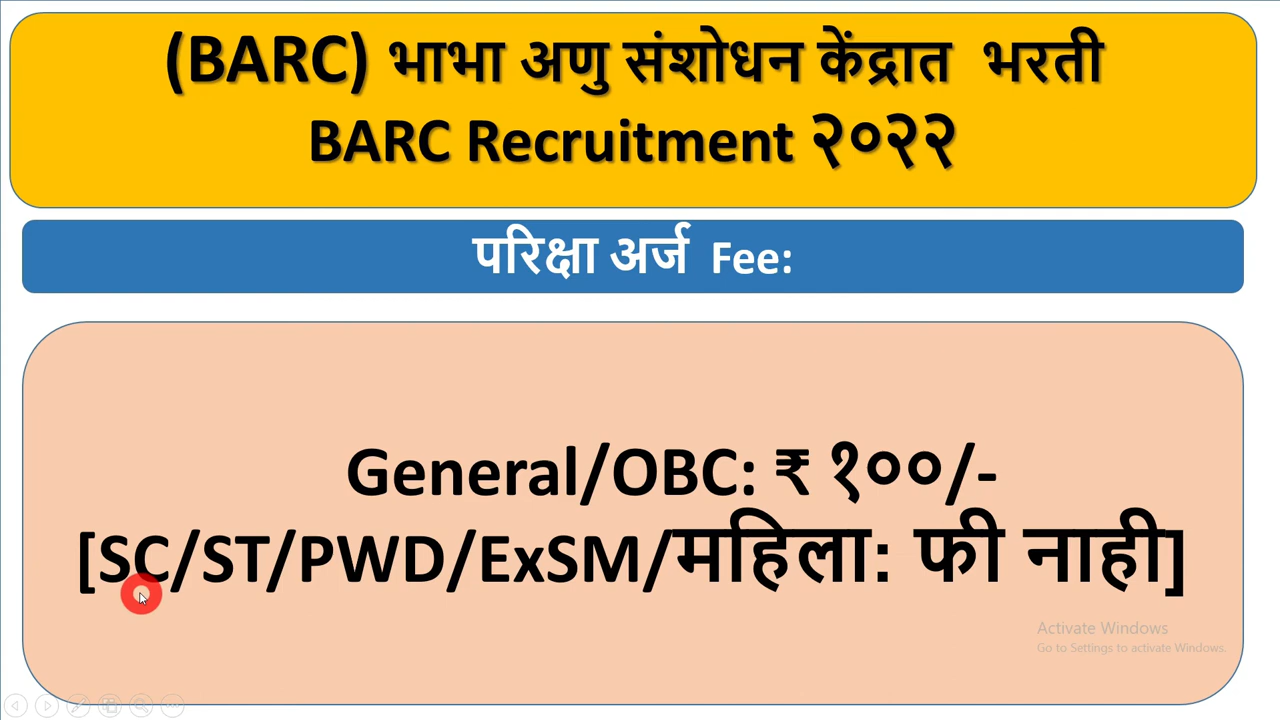 (BARC) भाभा अणु संशोधन केंद्रात भरती
BARC Recruitment २०२२
परिक्षा अर्ज Fee:
General/OBC: ₹ १००/-
[SC/ST/PWD/ExSM/महिला: फी नाही]
Activate Windows
Go to Settings to activate Windows.